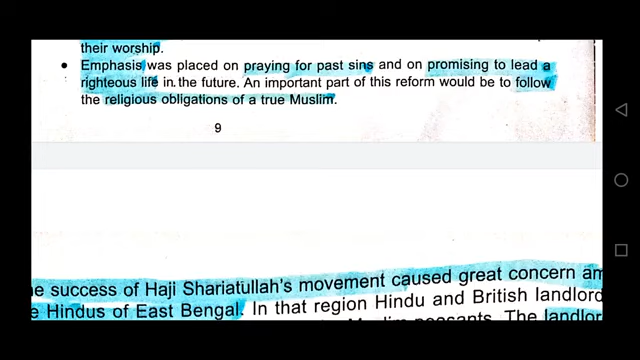 their worship.
• Emphasis was placed on praying for past sins and on promising to lead a
righteous life in the future. An important part of this reform would be to follow
the religious obligations of a true Muslim.
9
success of Haji Shariatullah's movement caused great concern am
Hindus of East Bengal. In that region Hindu and British landlord
The landlor